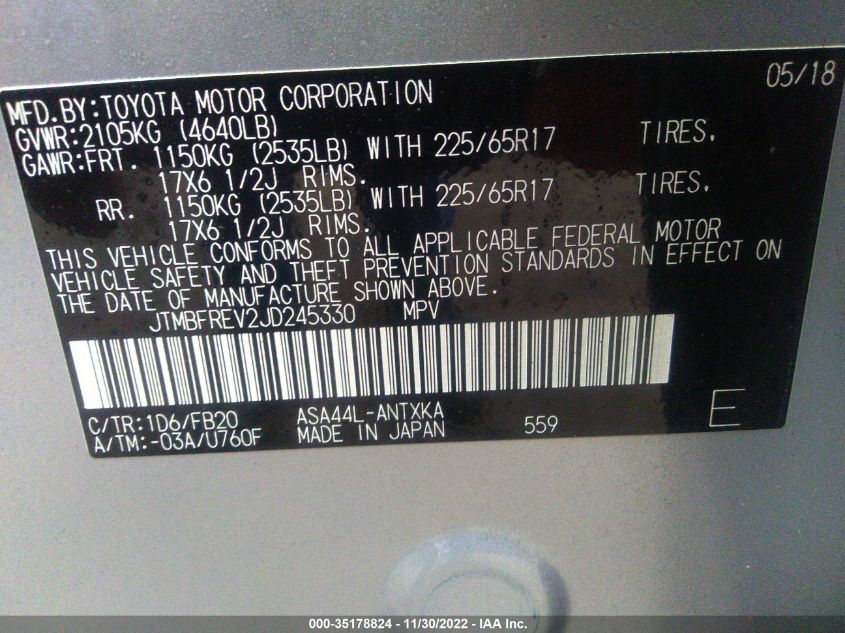 05/18
MFD.BY:TOYOTA MOTOR CORPORATION
GVWR:2105KG (4640LB)
GAWR:FRT. 1150KG (2535LB) WITH 225/65R17 TIRES.
17X6 1/2J RIMS.
RR. 1150KG (2535LB) WITH 225/65R17 TIRES.
17X6 1/2J RIMS.
THIS VEHICLE CONFORMS TO ALL APPLICABLE FEDERAL MOTOR
VEHICLE SAFETY AND THEFT PREVENTION STANDARDS IN EFFECT ON
THE DATE OF MANUFACTURE SHOWN ABOVE.
JTMBFREV2JD245330 MPV
C/TR:1D6/FB20 ASA44L-ANTXKA
A/TM:-03A/U760F MADE IN JAPAN 559 E
000-35178824 - 11/30/2022 - IAA Inc.